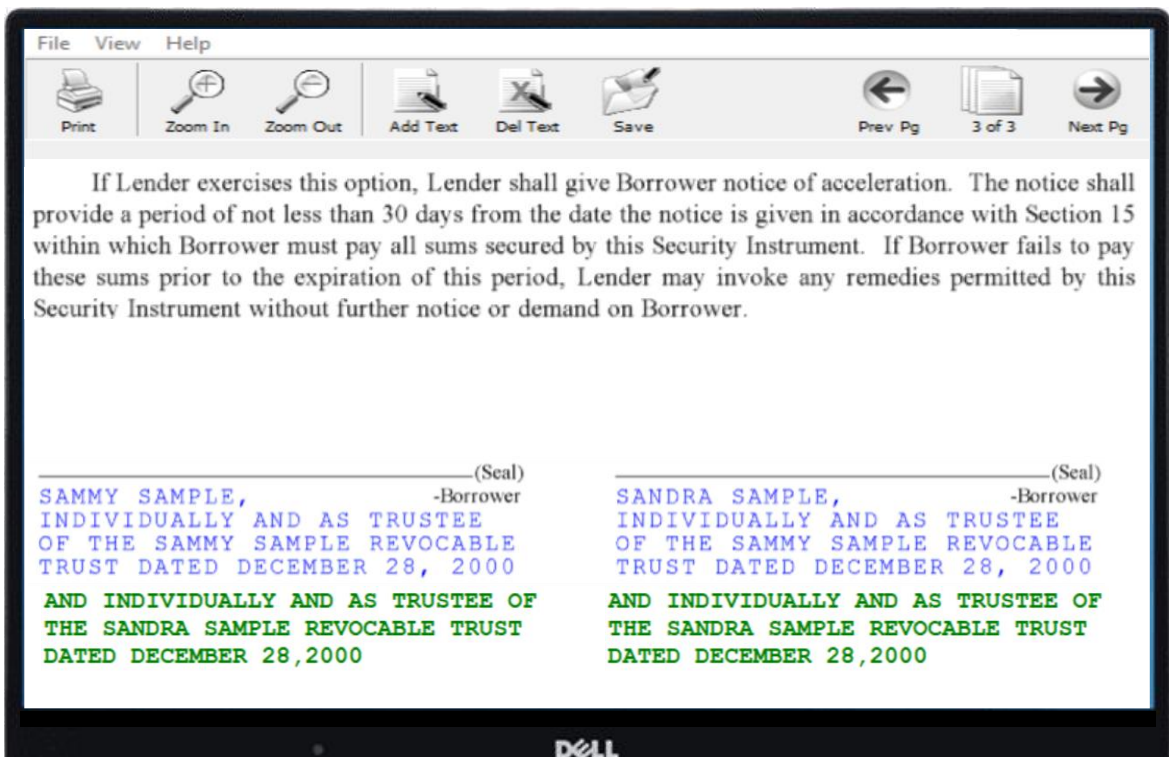 File View Help
Print Zoom In Zoom Out Add Text Del Text Save Prev Pg 3 of 3 Next Pg
If Lender exercises this option, Lender shall give Borrower notice of acceleration. The notice shall
provide a period of not less than 30 days from the date the notice is given in accordance with Section 15
within which Borrower must pay all sums secured by this Security Instrument. If Borrower fails to pay
these sums prior to the expiration of this period, Lender may invoke any remedies permitted by this
Security Instrument without further notice or demand on Borrower.
(Seal)
SAMMY SAMPLE, -Borrower
INDIVIDUALLY AND AS TRUSTEE
OF THE SAMMY SAMPLE REVOCABLE
TRUST DATED DECEMBER 28, 2000
AND INDIVIDUALLY AND AS TRUSTEE OF
THE SANDRA SAMPLE REVOCABLE TRUST
DATED DECEMBER 28,2000
(Seal)
SANDRA SAMPLE, -Borrower
INDIVIDUALLY AND AS TRUSTEE
OF THE SAMMY SAMPLE REVOCABLE
TRUST DATED DECEMBER 28, 2000
AND INDIVIDUALLY AND AS TRUSTEE OF
THE SANDRA SAMPLE REVOCABLE TRUST
DATED DECEMBER 28,2000
DELL